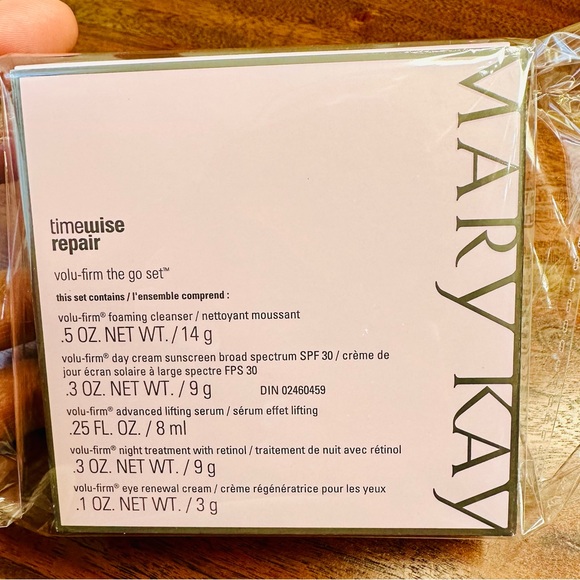 MARY KAY
timewise
repair
volu-firm the go set™
this set contains / l'ensemble comprend :
volu-firm® foaming cleanser / nettoyant moussant
.5 OZ. NET WT. / 14 g
volu-firm® day cream sunscreen broad spectrum SPF 30 / crème de
jour écran solaire à large spectre FPS 30
.3 OZ. NET WT. / 9 g DIN 02460459
volu-firm® advanced lifting serum / sérum effet lifting
.25 FL. OZ. / 8 ml
volu-firm® night treatment with retinol / traitement de nuit avec rétinol
.3 OZ. NET WT. / 9 g
volu-firm® eye renewal cream / crème régénératrice pour les yeux
.1 OZ. NET WT. / 3 g